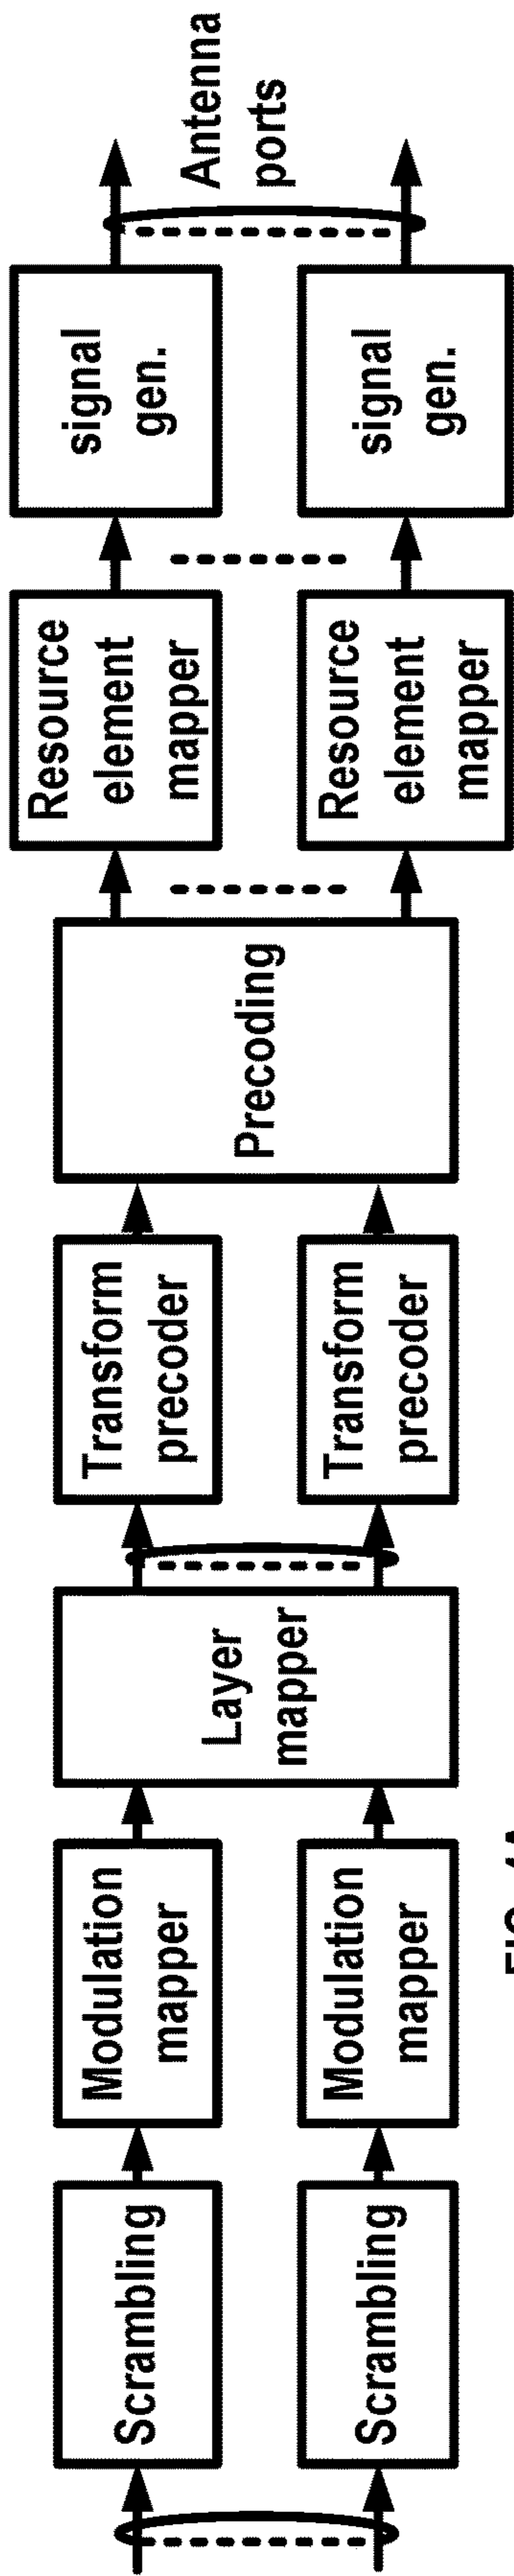 Scrambling
Scrambling
Modulation
mapper
Modulation
mapper
Layer
mapper
Transform
precoder
Transform
precoder
Precoding
Resource
element
mapper
Resource
element
mapper
signal
gen.
signal
gen.
Antenna
ports